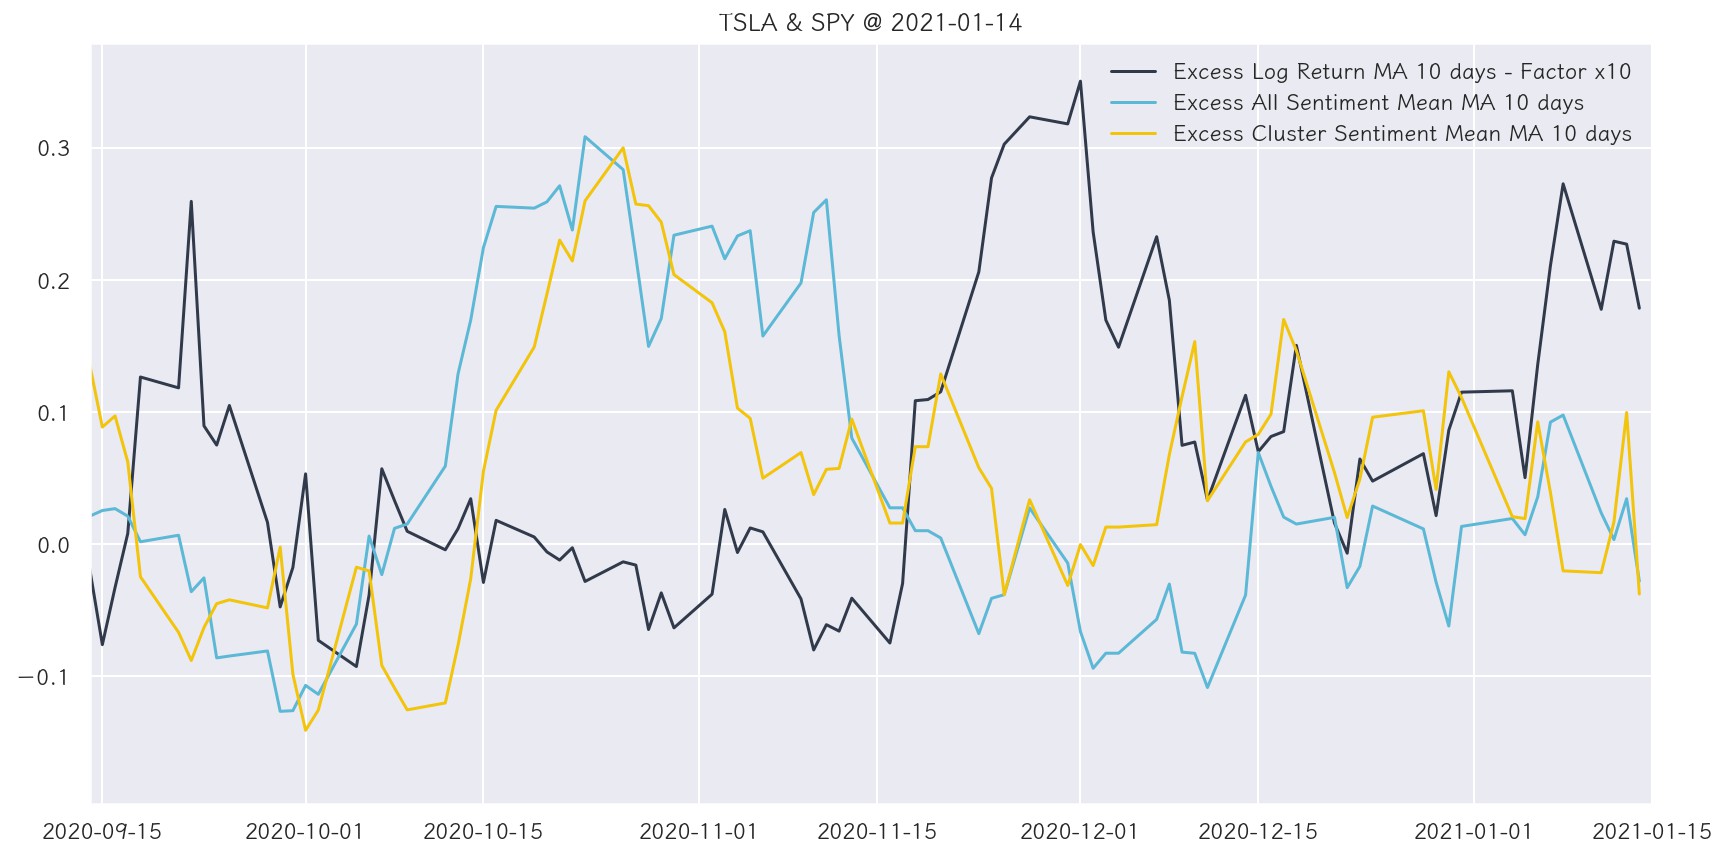 TSLA & SPY @ 2021-01-14
Excess Log Return MA 10 days - Factor x10
Excess All Sentiment Mean MA 10 days
Excess Cluster Sentiment Mean MA 10 days
0.3
0.2
0.1
0.0
−0.1
2020-09-15 2020-10-01 2020-10-15 2020-11-01 2020-11-15 2020-12-01 2020-12-15 2021-01-01 2021-01-15